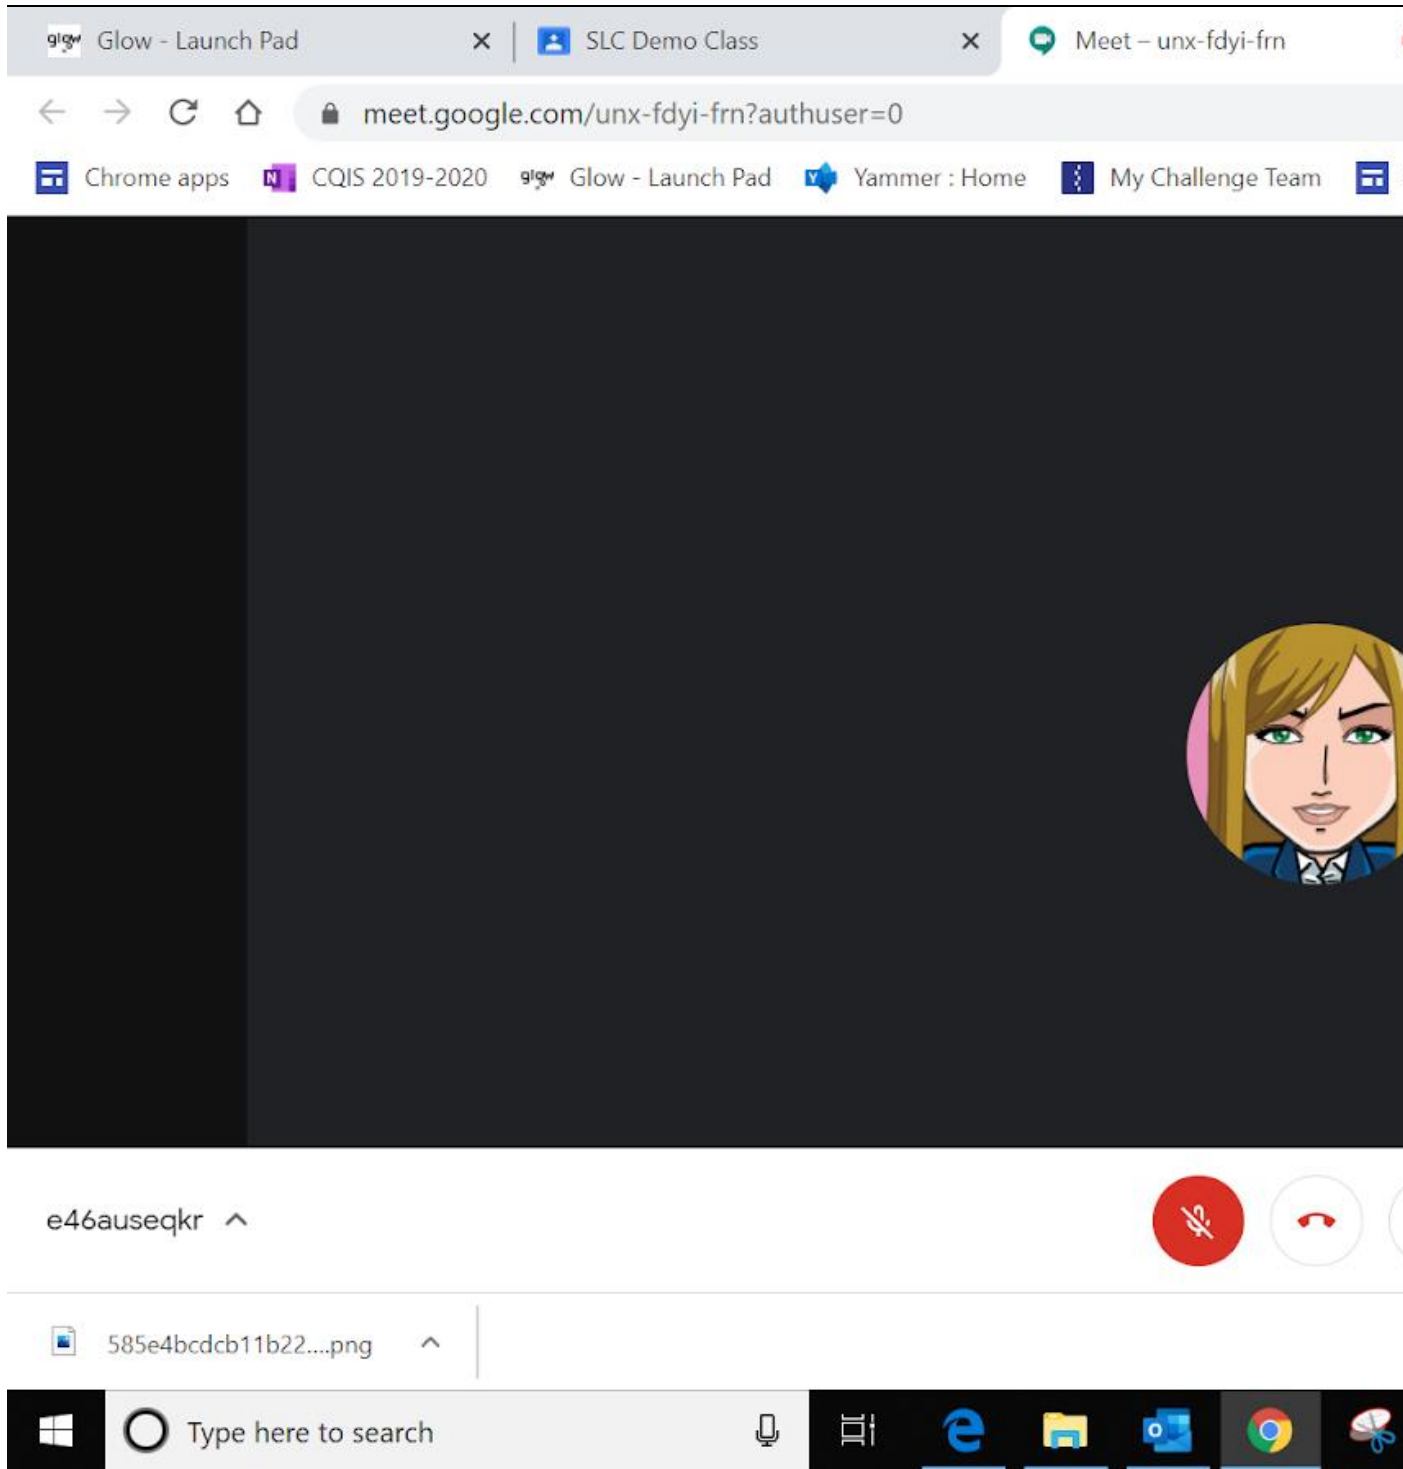 glow Glow - Launch Pad SLC Demo Class Meet – unx-fdyi-frn
meet.google.com/unx-fdyi-frn?authuser=0
Chrome apps N CQIS 2019-2020 glow Glow - Launch Pad Y Yammer : Home My Challenge Team
e46auseqkr
585e4bcdcb11b22....png
Type here to search